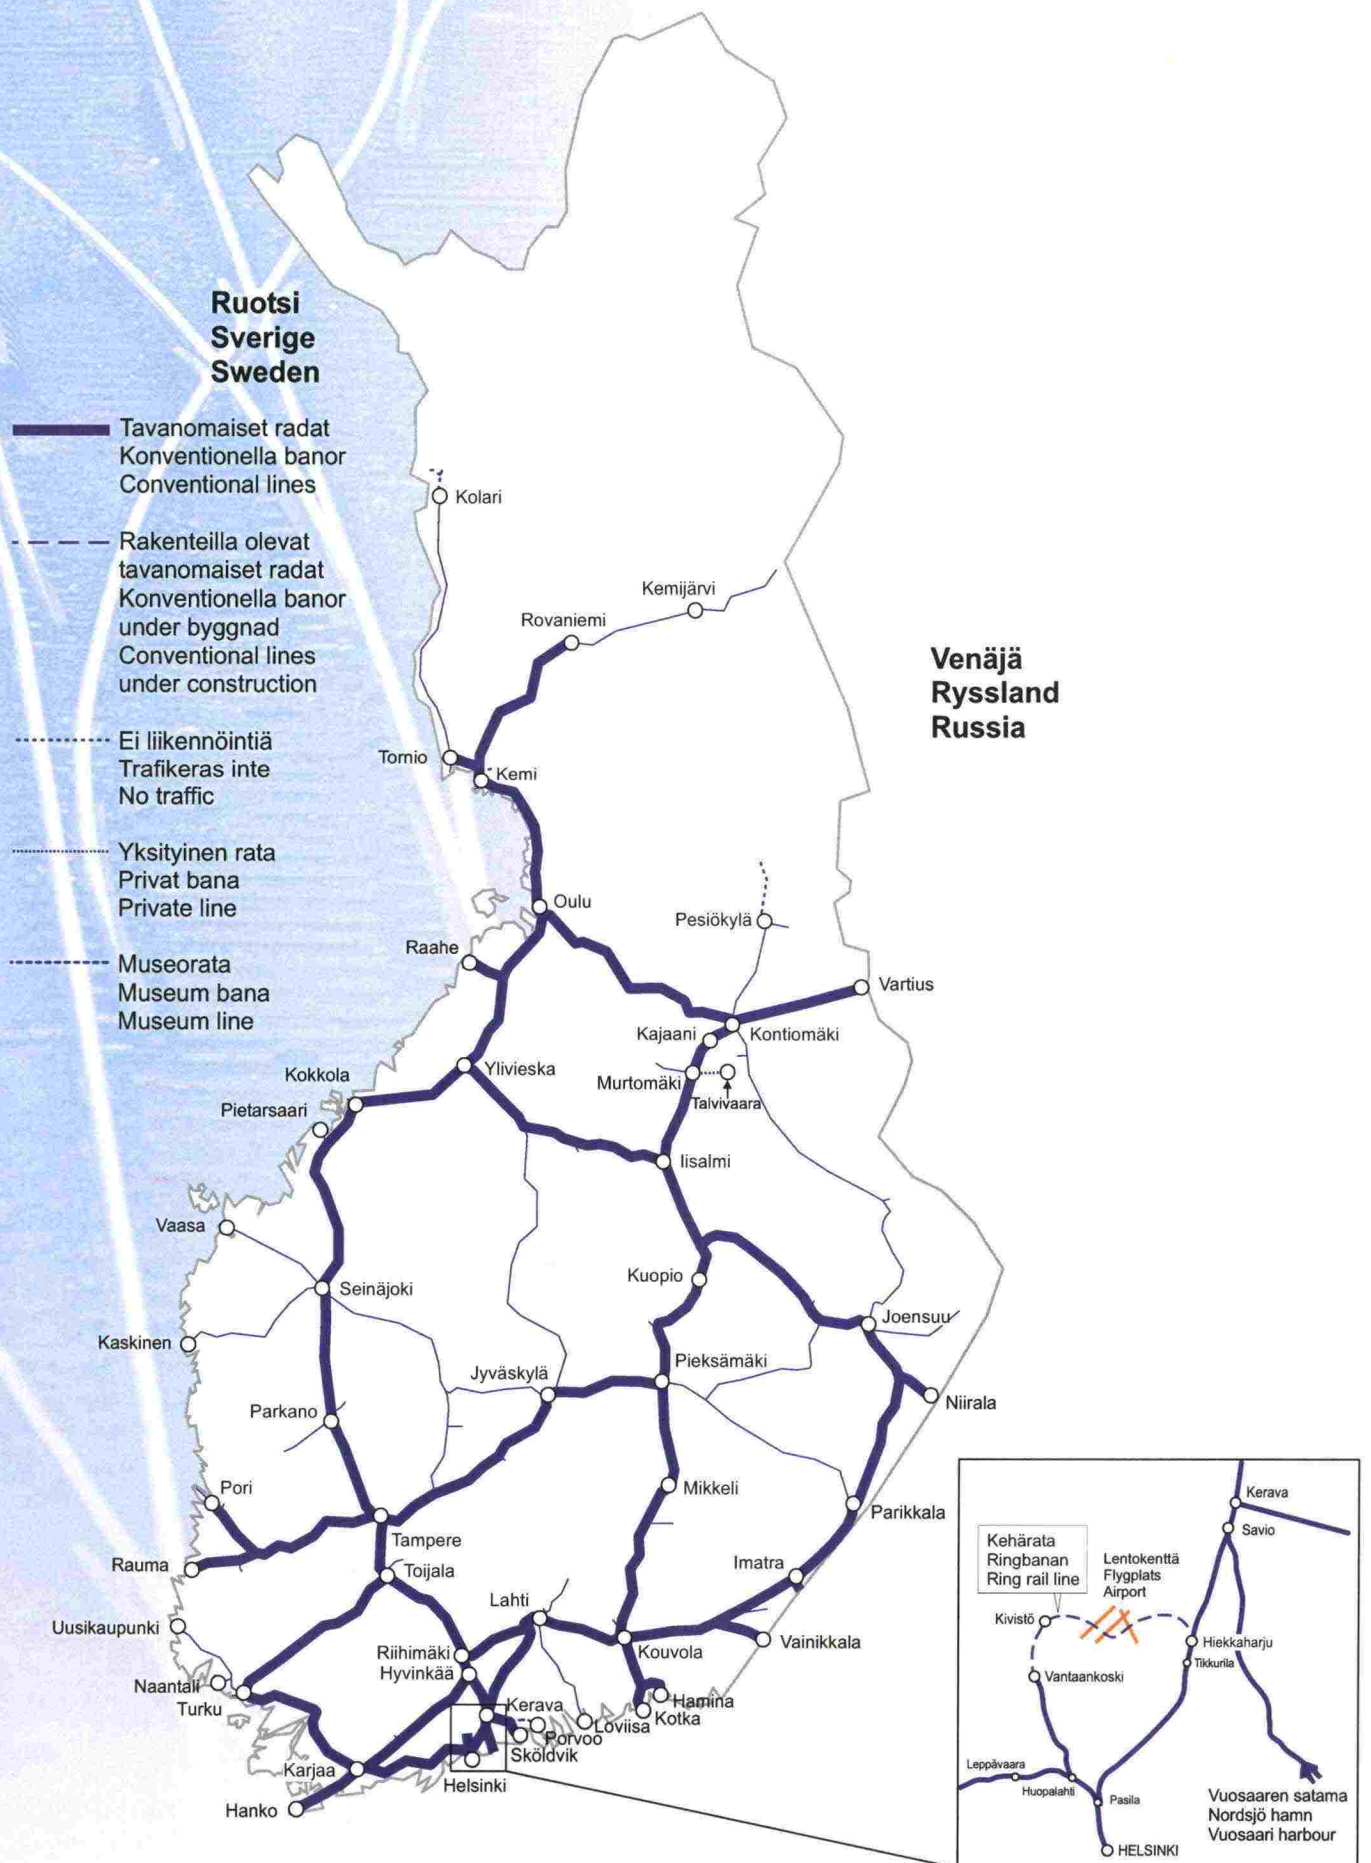 Ruotsi
Sverige
Sweden
Tavanomaiset radat
Konventionella banor
Conventional lines
Rakenteilla olevat
tavanomaiset radat
Konventionella banor
under byggnad
Conventional lines
under construction
Ei liikennöintiä
Trafikeras inte
No traffic
Yksityinen rata
Privat bana
Private line
Museorata
Museum bana
Museum line
Venäjä
Ryssland
Russia
Kolari
Kemijärvi
Rovaniemi
Tornio
Kemi
Oulu
Pesiökylä
Raahe
Vartius
Kajaani
Kontiomäki
Ylivieska
Murtomäki
Talvivaara
Kokkola
Pietarsaari
Iisalmi
Vaasa
Kuopio
Seinäjoki
Joensuu
Kaskinen
Jyväskylä
Pieksämäki
Niirala
Parkano
Pori
Mikkeli
Parikkala
Tampere
Rauma
Toijala
Imatra
Lahti
Uusikaupunki
Riihimäki
Kouvola
Vainikkala
Hyvinkää
Naantali
Turku
Kerava
Hamina
Kotka
Loviisa
Porvoo
Sköldvik
Karjaa
Helsinki
Hanko
Kerava
Savio
Kehärata
Ringbanan
Ring rail line
Lentokenttä
Flygplats
Airport
Kivistö
Hiekkaharju
Tikkurila
Vantaankoski
Leppävaara
Huopalahti
Pasila
Vuosaaren satama
Nordsjö hamn
Vuosaari harbour
HELSINKI